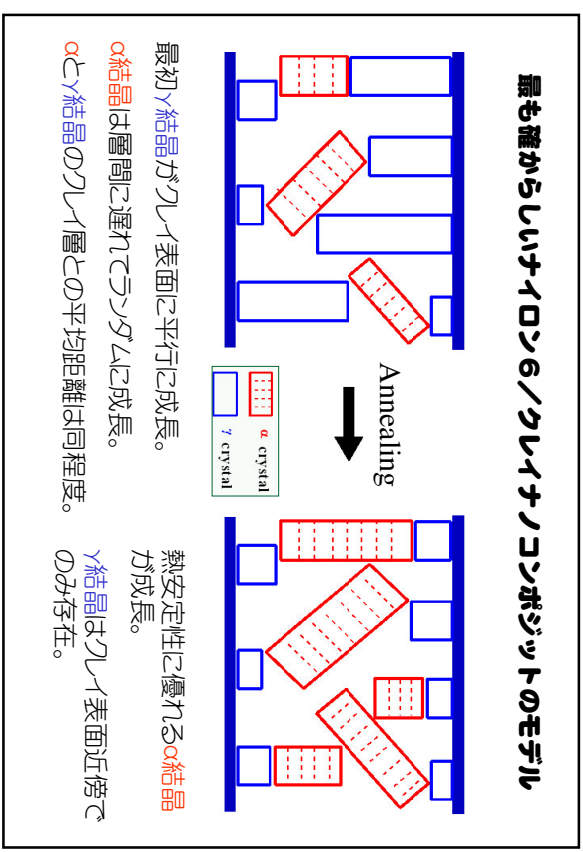 最も確からしいナイロン6/クレイナノコンポジットのモデル
Annealing
α crystal
γ crystal
最初γ結晶がクレイ表面に平行に成長。
α結晶は層間に遅れてランダムに成長。
αとγ結晶のクレイ層との平均距離は同程度。
熱安定性に優れるα結晶
が成長。
γ結晶はクレイ表面近傍で
のみ存在。